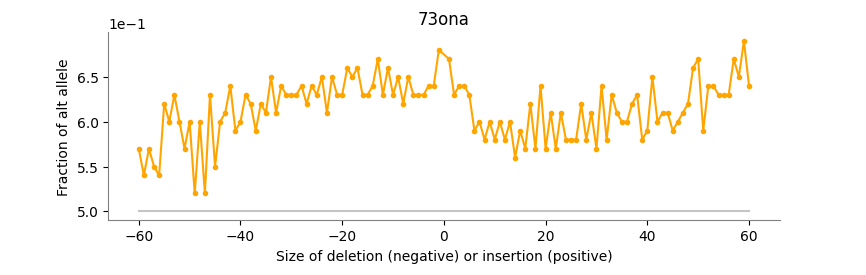 73ona
1e−1
Fraction of alt allele
6.5
6.0
5.5
5.0
−60 −40 −20 0 20 40 60
Size of deletion (negative) or insertion (positive)